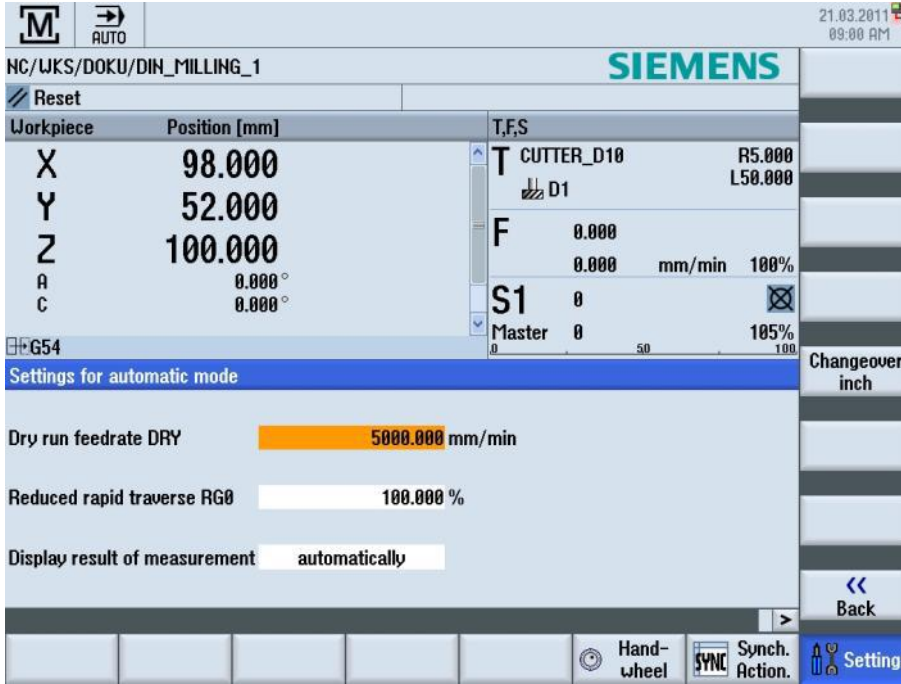 M
AUTO
21.03.2011
09:00 AM
NC/WKS/DOKU/DIN_MILLING_1
SIEMENS
Reset
Workpiece Position [mm]
T,F,S
X 98.000
Y 52.000
Z 100.000
A 0.000°
C 0.000°
T CUTTER_D10 R5.000
D1 L50.000
F 0.000
0.000 mm/min 100%
S1 0
Master 0 105%
0 50 100
G54
Changeover
inch
Settings for automatic mode
Dry run feedrate DRY 5000.000 mm/min
Reduced rapid traverse RG0 100.000 %
Display result of measurement automatically
<<
Back
>
Hand-
wheel
SYNC Synch.
Action.
Setting